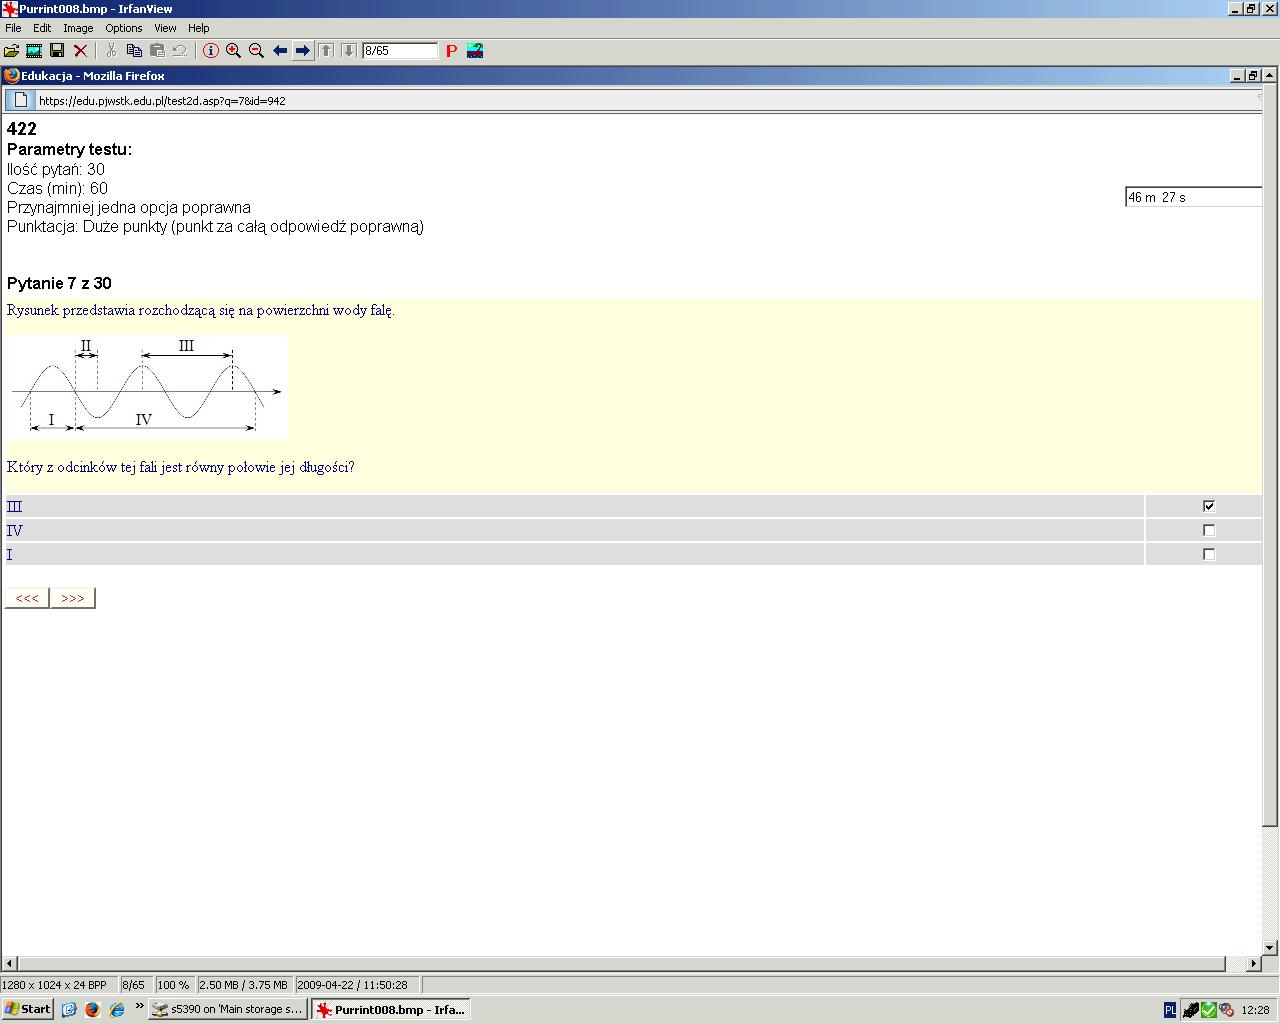 Purrint008.bmp - IrfanView
File Edit Image Options View Help
8/65
Edukacja - Mozilla Firefox
https://edu.pjwstk.edu.pl/test2d.asp?q=7&id=942
422
Parametry testu:
Ilość pytań: 30
Czas (min): 60
46 m 27 s
Przynajmniej jedna opcja poprawna
Punktacja: Duże punkty (punkt za całą odpowiedź poprawną)
Pytanie 7 z 30
Rysunek przedstawia rozchodzącą się na powierzchni wody falę.
II III
I IV
Który z odcinków tej fali jest równy połowie jej długości?
III
IV
I
<<< >>>
1280 x 1024 x 24 BPP 8/65 100 % 2.50 MB / 3.75 MB 2009-04-22 / 11:50:28
Start » s5390 on 'Main storage s... Purrint008.bmp - Irfa... PL 12:28